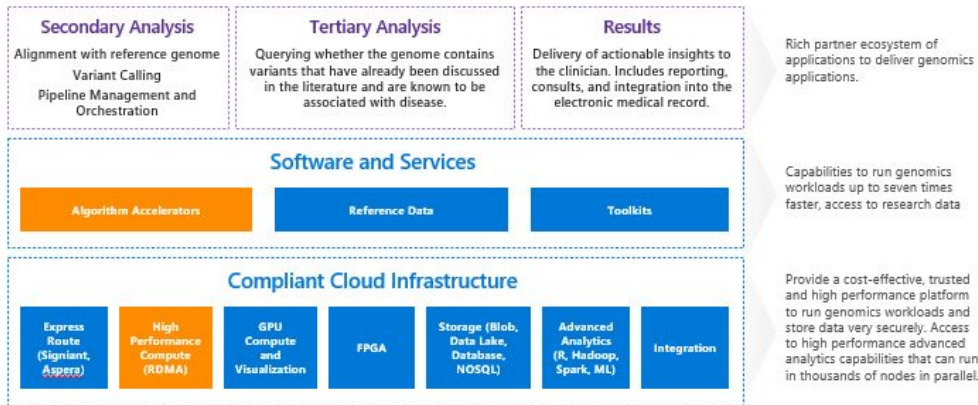 Secondary Analysis
Alignment with reference genome
Variant Calling
Pipeline Management and
Orchestration
Tertiary Analysis
Querying whether the genome contains
variants that have already been discussed
in the literature and are known to be
associated with disease.
Results
Delivery of actionable insights to
the clinician. Includes reporting,
consults, and integration into the
electronic medical record.
Rich partner ecosystem of
applications to deliver genomics
applications.
Software and Services
Algorithm Accelerators
Reference Data
Toolkits
Capabilities to run genomics
workloads up to seven times
faster, access to research data
Compliant Cloud Infrastructure
Express
Route
(Signiant,
Aspera)
High
Performance
Compute
(RDMA)
GPU
Compute
and
Visualization
FPGA
Storage (Blob,
Data Lake,
Database,
NOSQL)
Advanced
Analytics
(R, Hadoop,
Spark, ML)
Integration
Provide a cost-effective, trusted
and high performance platform
to run genomics workloads and
store data very securely. Access
to high performance advanced
analytics capabilities that can run
in thousands of nodes in parallel.